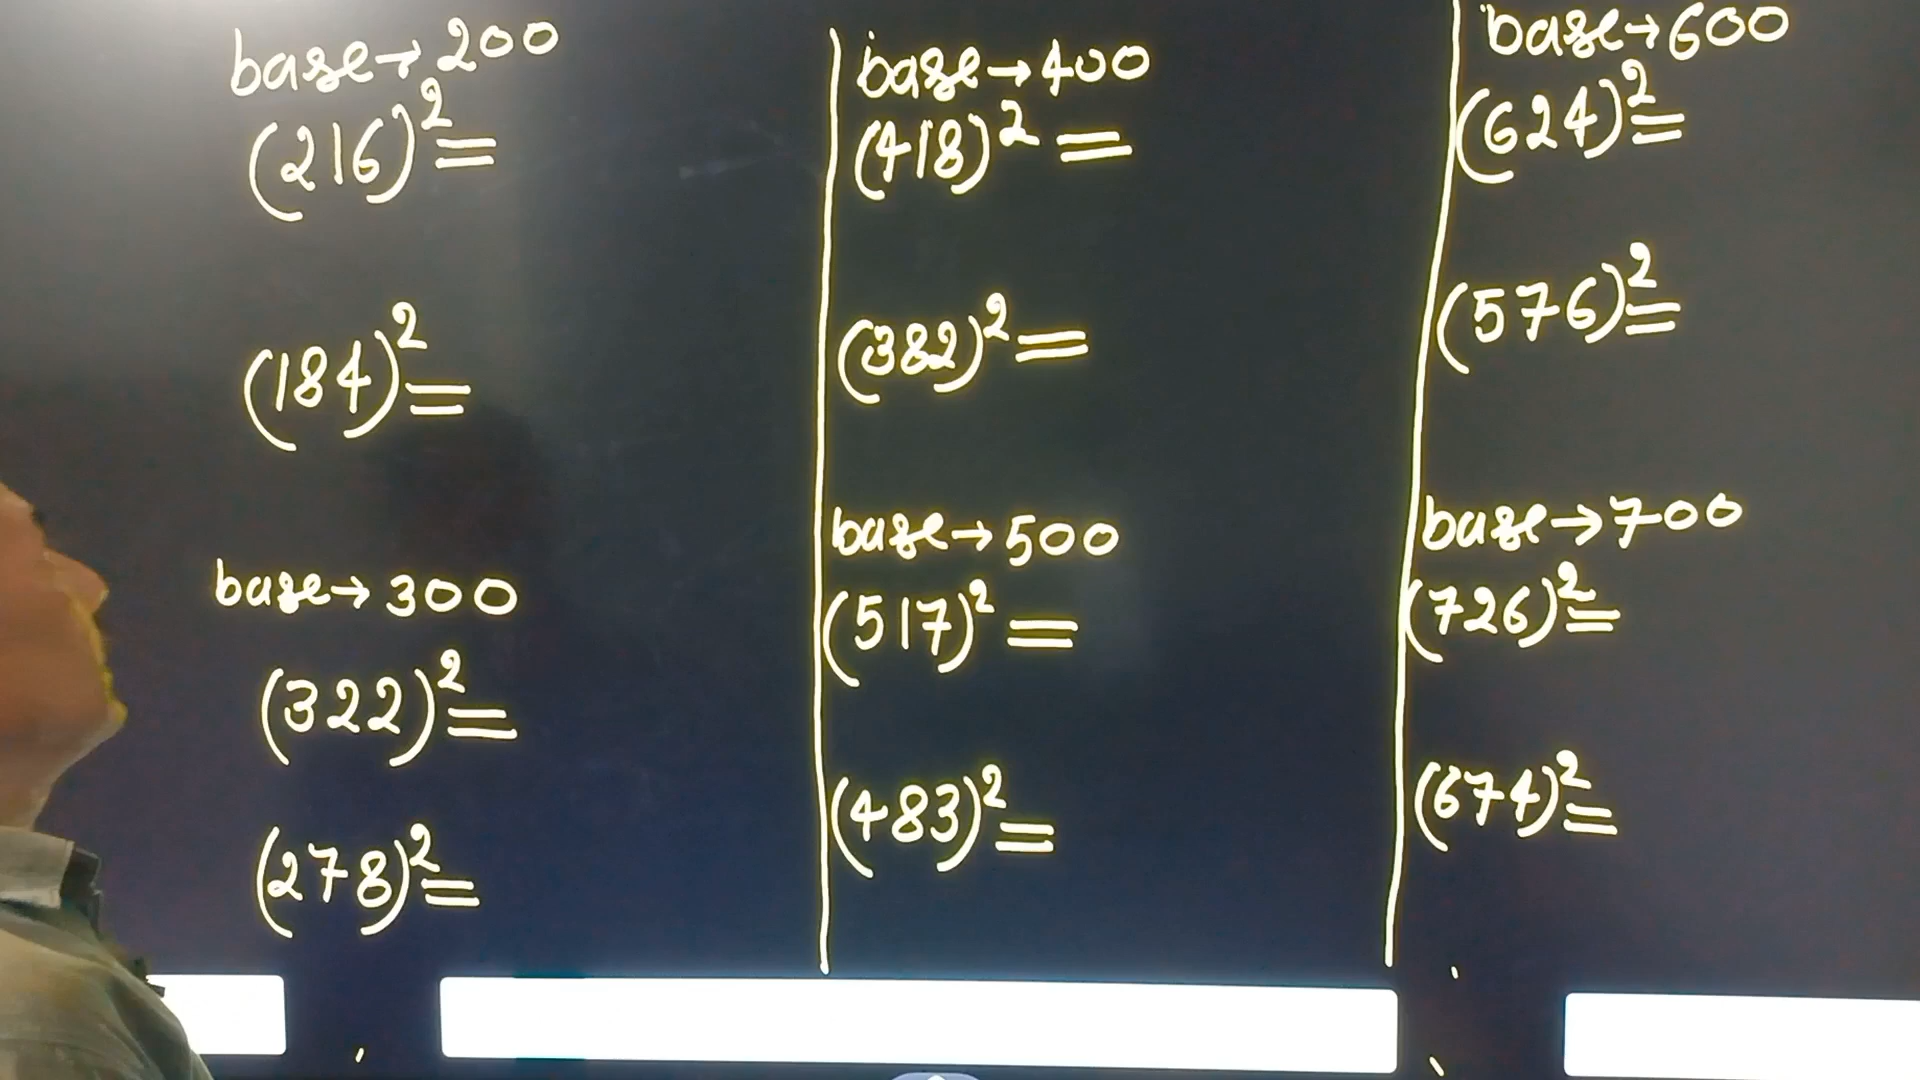 base→200
(216)²=
(184)²=
base→300
(322)²=
(278)²=
base→400
(418)²=
(382)²=
base→500
(517)²=
(483)²=
base→600
(624)²=
(576)²=
base→700
(726)²=
(674)²=